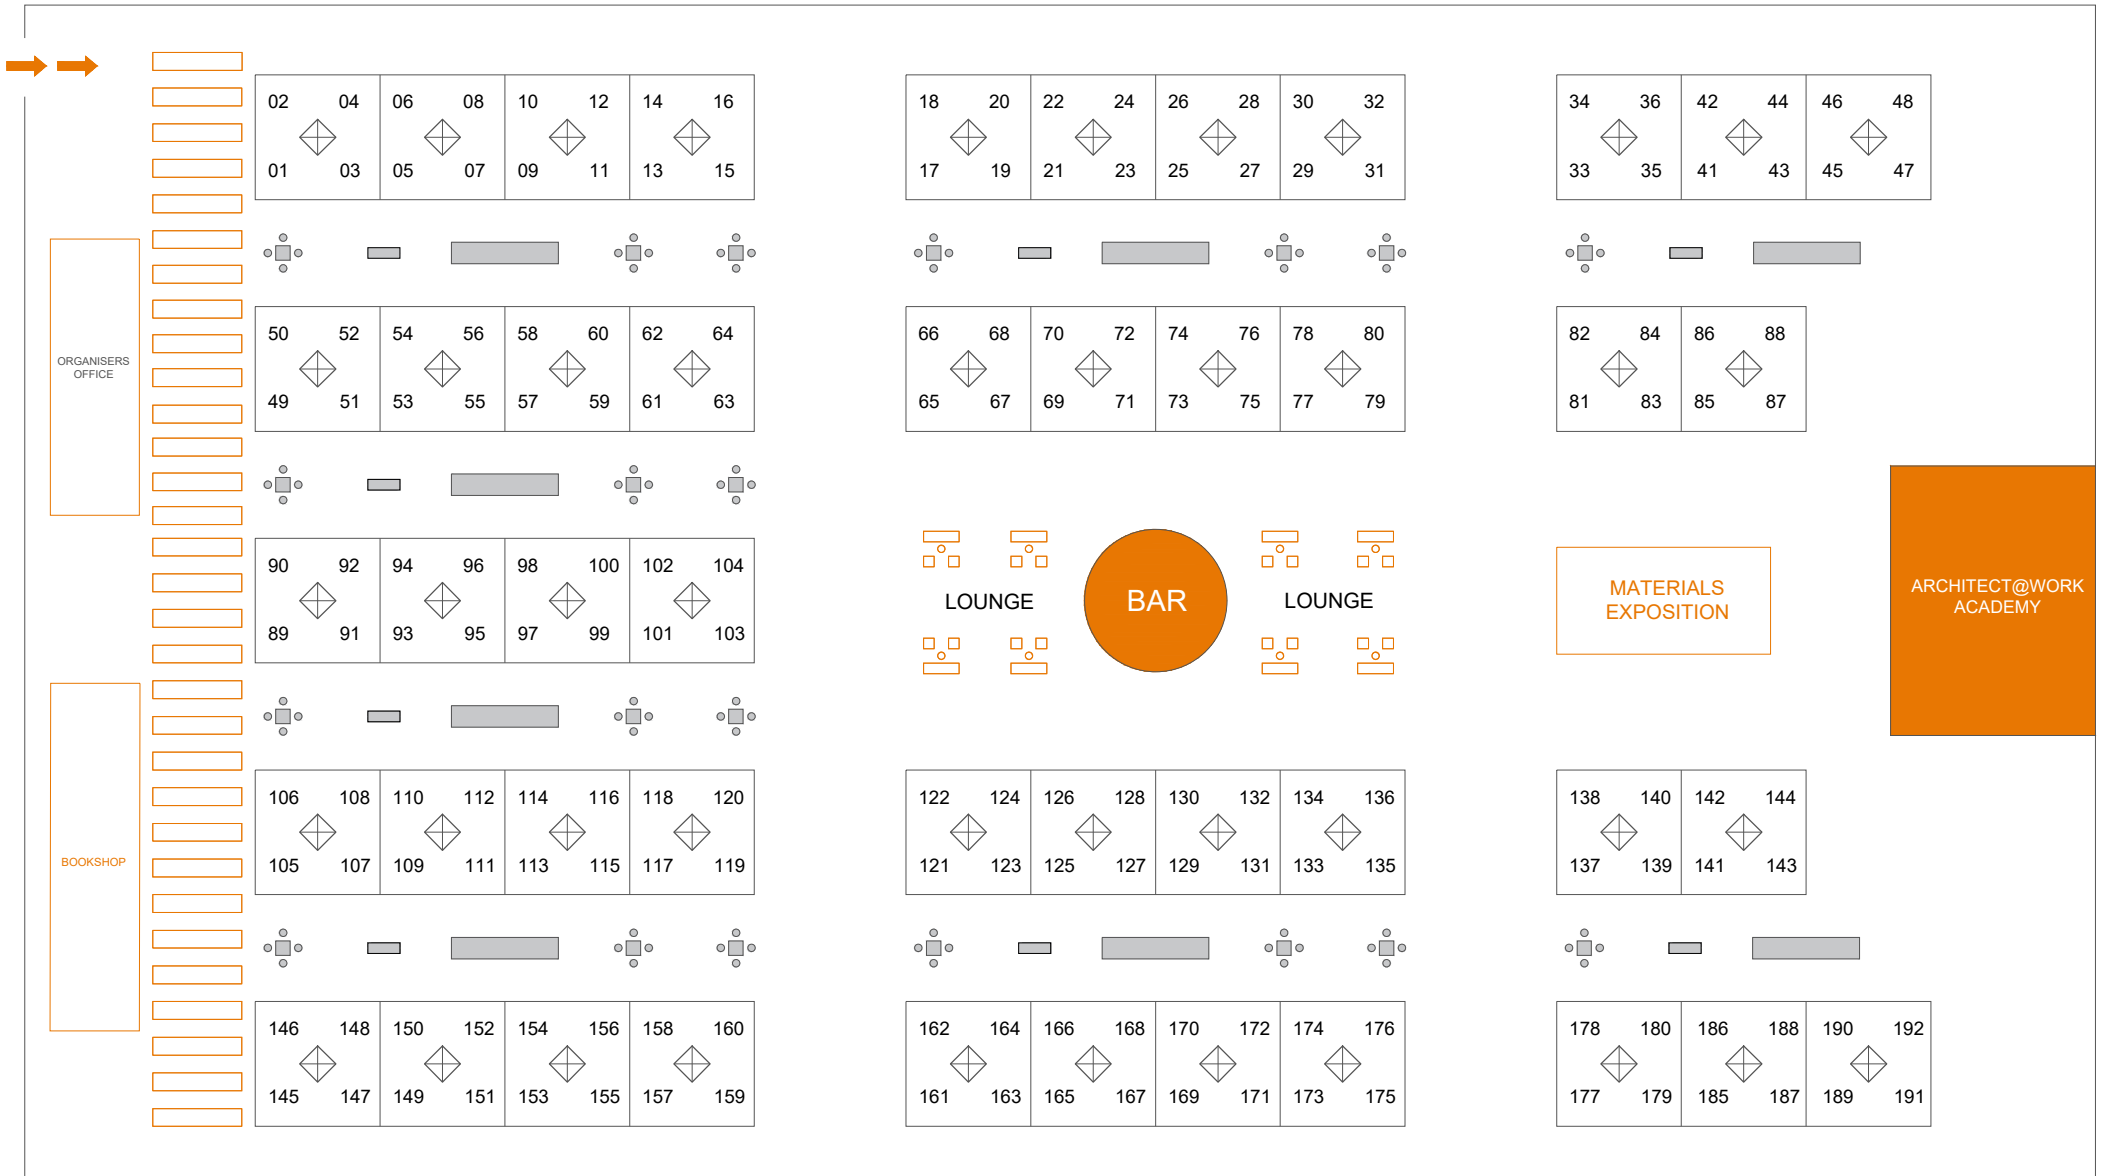 02 04 06 08 10 12 14 16 18 20 22 24 26 28 30 32 34 36 42 44 46 48
01 03 05 07 09 11 13 15 17 19 21 23 25 27 29 31 33 35 41 43 45 47
50 52 54 56 58 60 62 64 66 68 70 72 74 76 78 80 82 84 86 88
ORGANISERS
OFFICE
49 51 53 55 57 59 61 63 65 67 69 71 73 75 77 79 81 83 85 87
90 92 94 96 98 100 102 104
89 91 93 95 97 99 101 103
LOUNGE
BAR
LOUNGE
MATERIALS
EXPOSITION
ARCHITECT@WORK
ACADEMY
106 108 110 112 114 116 118 120 122 124 126 128 130 132 134 136 138 140 142 144
BOOKSHOP
105 107 109 111 113 115 117 119 121 123 125 127 129 131 133 135 137 139 141 143
146 148 150 152 154 156 158 160 162 164 166 168 170 172 174 176 178 180 186 188 190 192
145 147 149 151 153 155 157 159 161 163 165 167 169 171 173 175 177 179 185 187 189 191